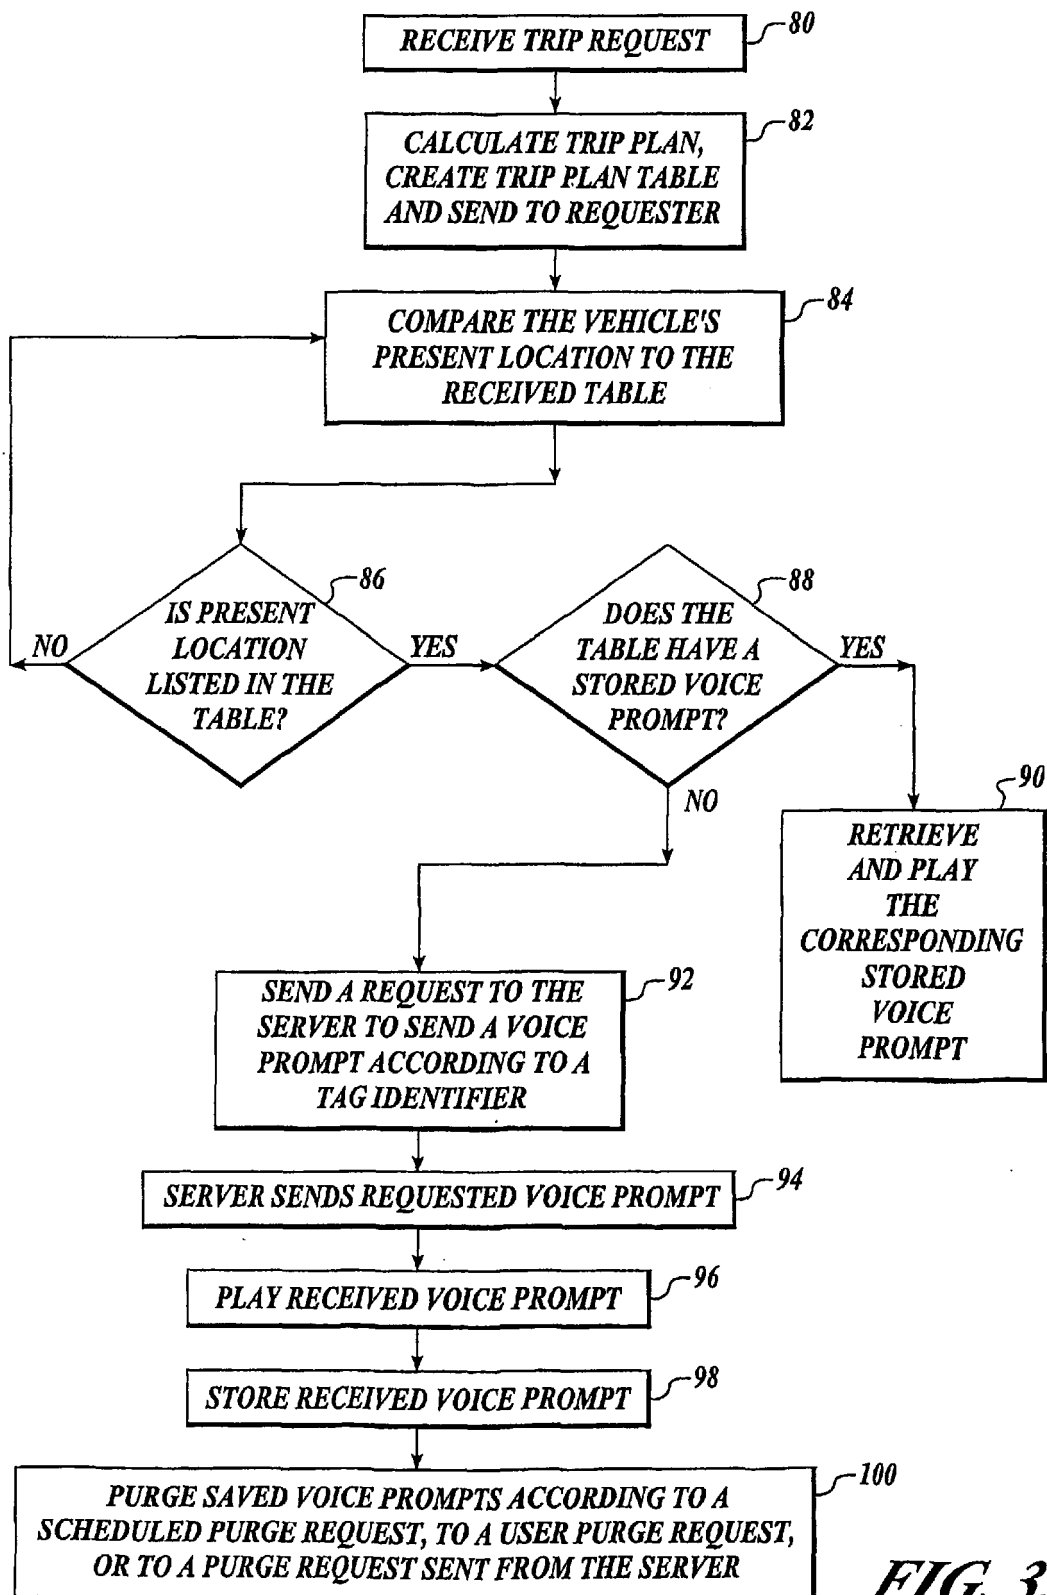 RECEIVE TRIP REQUEST
80
CALCULATE TRIP PLAN,
CREATE TRIP PLAN TABLE
AND SEND TO REQUESTER
82
COMPARE THE VEHICLE'S
PRESENT LOCATION TO THE
RECEIVED TABLE
84
IS PRESENT
LOCATION
LISTED IN THE
TABLE?
86
NO
YES
DOES THE
TABLE HAVE A
STORED VOICE
PROMPT?
88
YES
NO
RETRIEVE
AND PLAY
THE
CORRESPONDING
STORED
VOICE
PROMPT
90
SEND A REQUEST TO THE
SERVER TO SEND A VOICE
PROMPT ACCORDING TO A
TAG IDENTIFIER
92
SERVER SENDS REQUESTED VOICE PROMPT
94
PLAY RECEIVED VOICE PROMPT
96
STORE RECEIVED VOICE PROMPT
98
PURGE SAVED VOICE PROMPTS ACCORDING TO A
SCHEDULED PURGE REQUEST, TO A USER PURGE REQUEST,
OR TO A PURGE REQUEST SENT FROM THE SERVER
100
FIG. 3